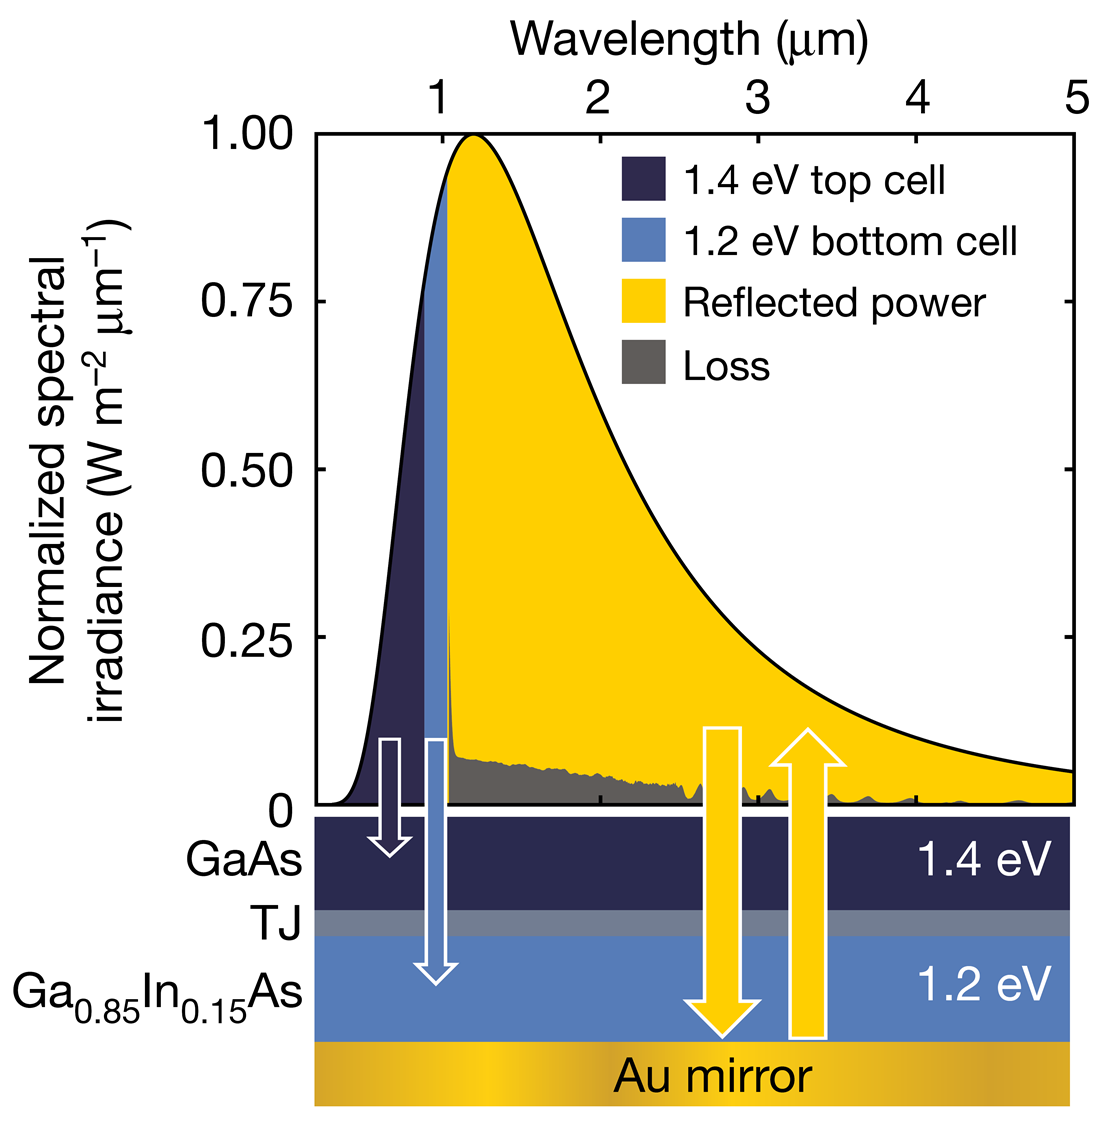 Wavelength (μm)
1 2 3 4 5
Normalized spectral
irradiance (W m⁻² μm⁻¹)
1.00
0.75
0.50
0.25
0
1.4 eV top cell
1.2 eV bottom cell
Reflected power
Loss
GaAs 1.4 eV
TJ
Ga₀.₈₅In₀.₁₅As 1.2 eV
Au mirror